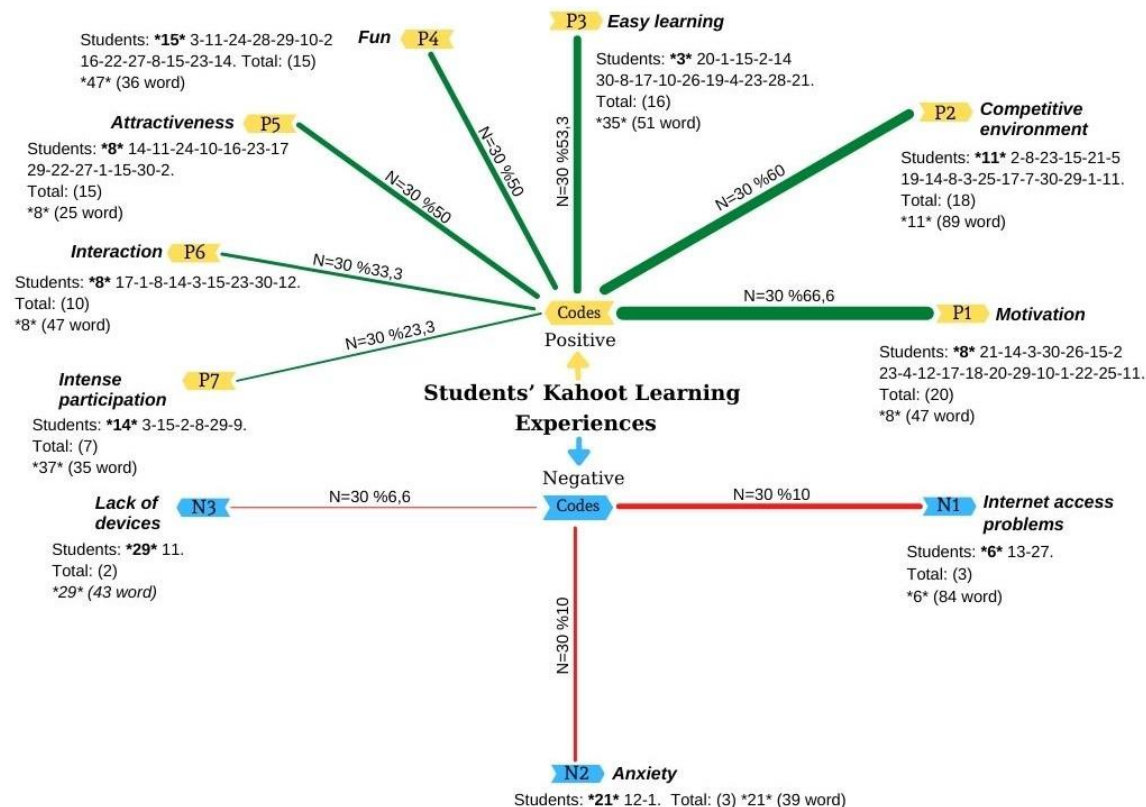 P3 Easy learning
Students: *3* 20-1-15-2-14
30-8-17-10-26-19-4-23-28-21.
Total: (16)
*35* (51 word)
N=30 %53,3
Fun P4
Students: *15* 3-11-24-28-29-10-2
16-22-27-8-15-23-14. Total: (15)
*47* (36 word)
N=30 %50
P2 Competitive
environment
Students: *11* 2-8-23-15-21-5
19-14-8-3-25-17-7-30-29-1-11.
Total: (18)
*11* (89 word)
N=30 %60
Attractiveness P5
Students: *8* 14-11-24-10-16-23-17
29-22-27-1-15-30-2.
Total: (15)
*8* (25 word)
N=30 %50
Interaction P6
Students: *8* 17-1-8-14-3-15-23-30-12.
Total: (10)
*8* (47 word)
N=30 %33,3
Codes
Positive
N=30 %66,6
P1 Motivation
Students: *8* 21-14-3-30-26-15-2
23-4-12-17-18-20-29-10-1-22-25-11.
Total: (20)
*8* (47 word)
N=30 %23,3
Intense P7
participation
Students: *14* 3-15-2-8-29-9.
Total: (7)
*37* (35 word)
Students' Kahoot Learning
Experiences
Negative
Codes
Lack of N3
devices
N=30 %6,6
Students: *29* 11.
Total: (2)
*29* (43 word)
N=30 %10
N1 Internet access
problems
Students: *6* 13-27.
Total: (3)
*6* (84 word)
N=30 %10
N2 Anxiety
Students: *21* 12-1. Total: (3) *21* (39 word)